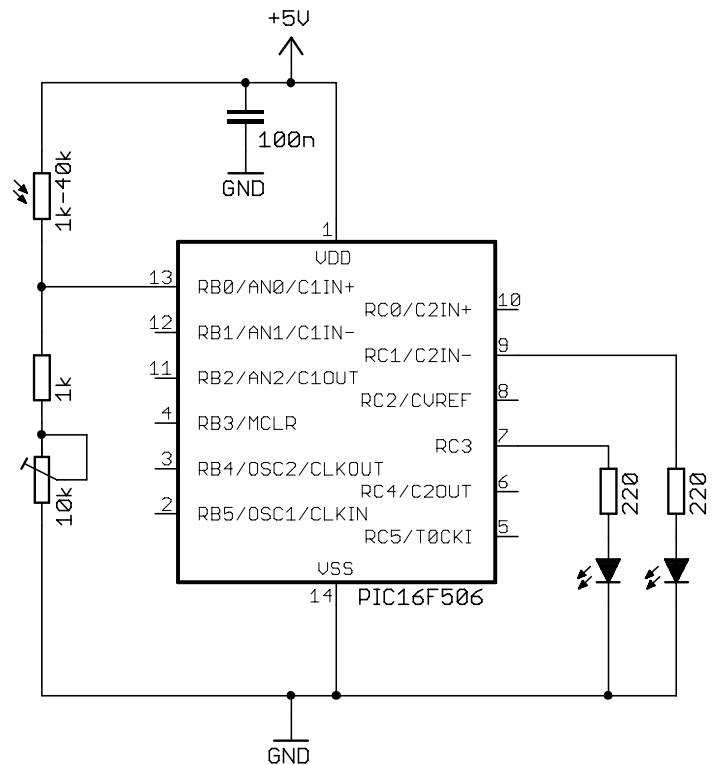 +5V
100n
GND
1k-40k
1
VDD
13 RB0/AN0/C1IN+
RC0/C2IN+ 10
12 RB1/AN1/C1IN-
RC1/C2IN- 9
11 RB2/AN2/C1OUT
RC2/CVREF 8
1k
4 RB3/MCLR
RC3 7
3 RB4/OSC2/CLKOUT
RC4/C2OUT 6
10k
220
220
2 RB5/OSC1/CLKIN
RC5/T0CKI 5
VSS
14
PIC16F506
GND